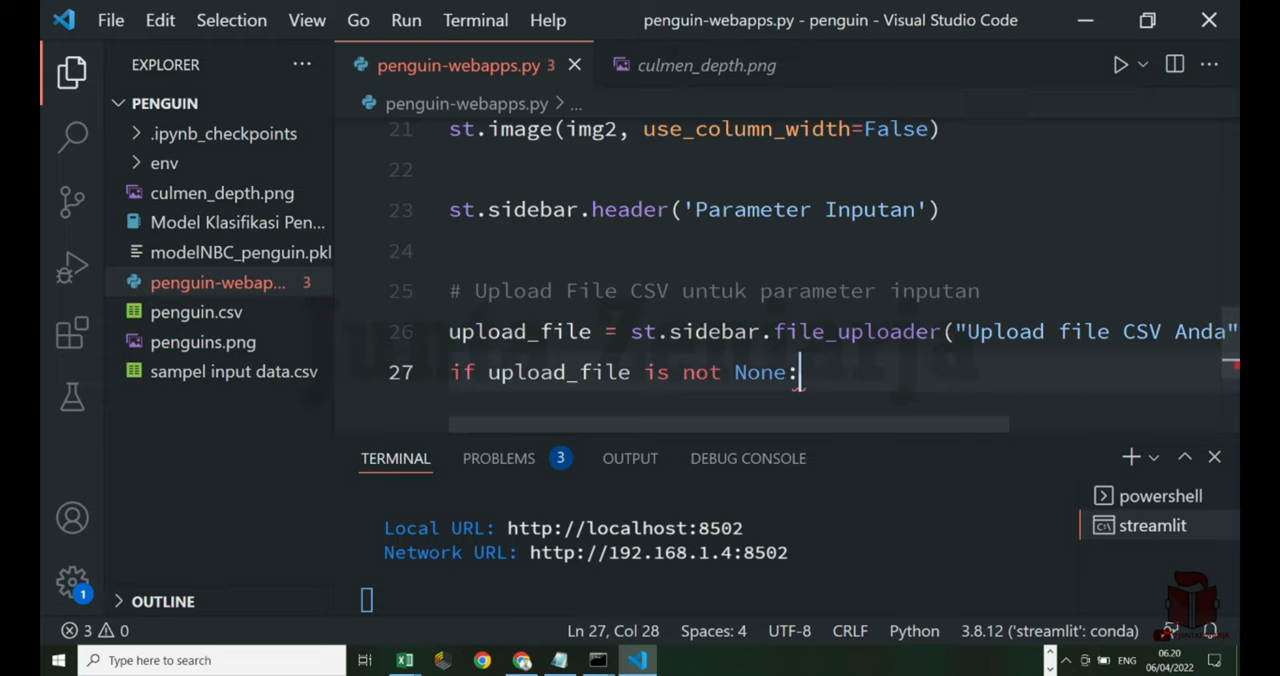 File Edit Selection View Go Run Terminal Help penguin-webapps.py - penguin - Visual Studio Code
EXPLORER
penguin-webapps.py 3
culmen_depth.png
PENGUIN
penguin-webapps.py > ...
.ipynb_checkpoints
env
culmen_depth.png
Model Klasifikasi Pen...
modelNBC_penguin.pkl
penguin-webap... 3
penguin.csv
penguins.png
sampel input data.csv
OUTLINE
21 st.image(img2, use_column_width=False)
22
23 st.sidebar.header('Parameter Inputan')
24
25 # Upload File CSV untuk parameter inputan
26 upload_file = st.sidebar.file_uploader("Upload file CSV Anda"
27 if upload_file is not None:
TERMINAL PROBLEMS 3 OUTPUT DEBUG CONSOLE
Local URL: http://localhost:8502
Network URL: http://192.168.1.4:8502
powershell
streamlit
1
3 0 Ln 27, Col 28 Spaces: 4 UTF-8 CRLF Python 3.8.12 ('streamlit': conda)
Type here to search
ENG
06.20
06/04/2022